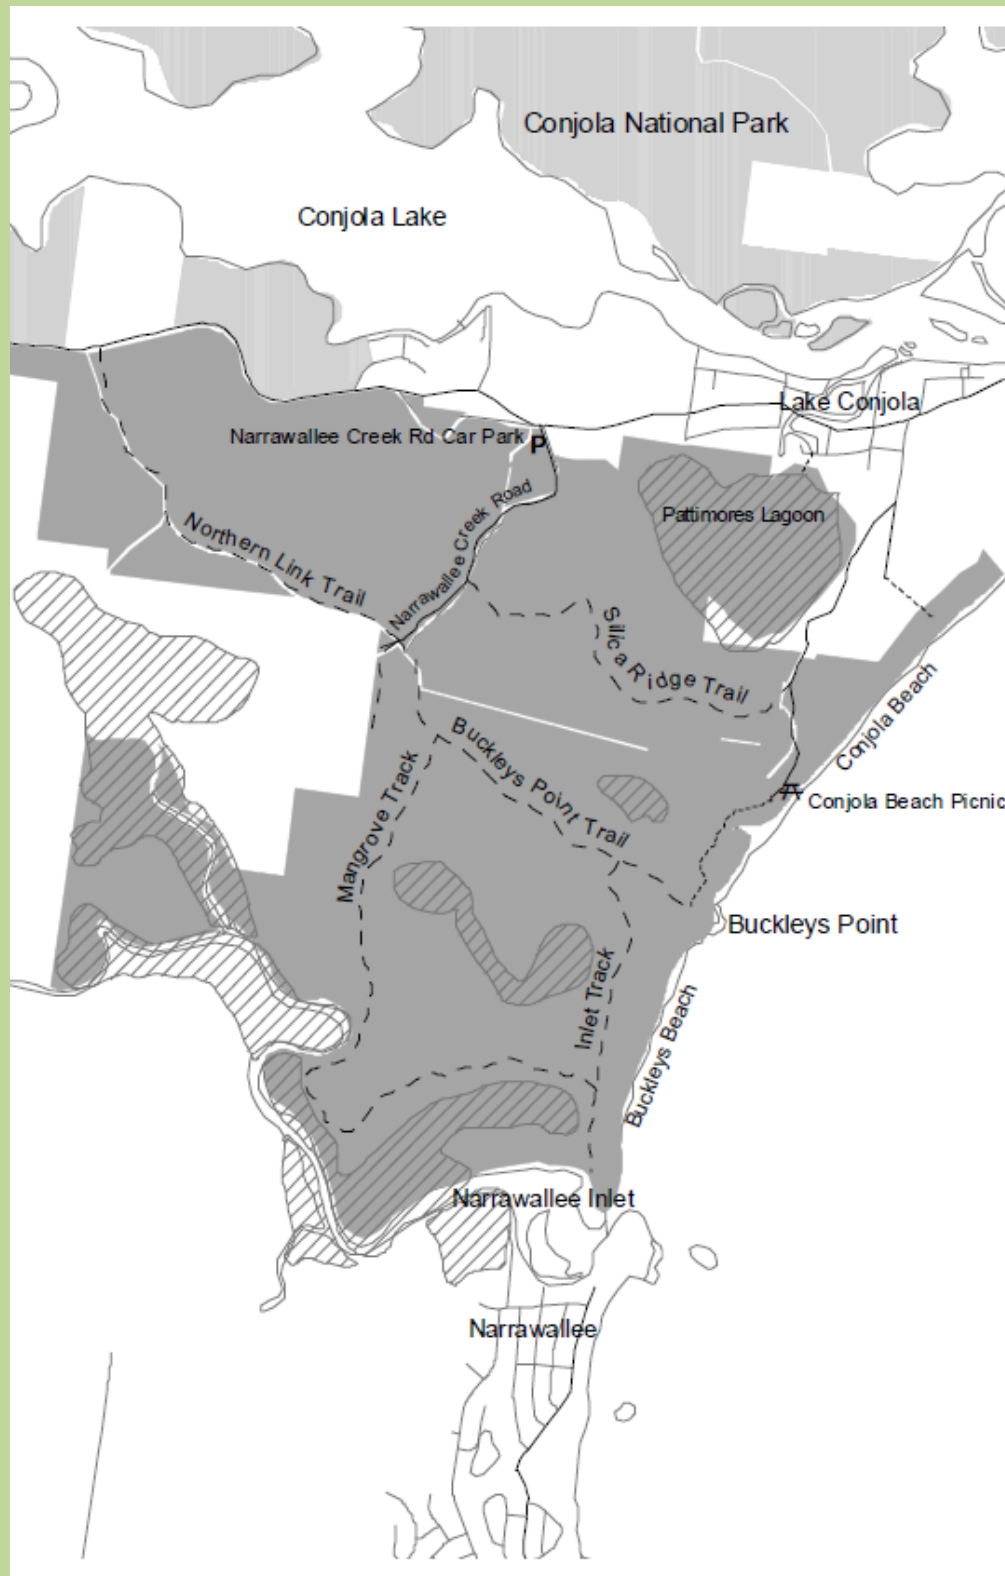 Conjola National Park
Conjola Lake
Lake Conjola
Narrawallee Creek Rd Car Park P
Narrawallee Creek Road
Pattimores Lagoon
Northern Link Trail
Silica Ridge Trail
Conjola Beach
Buckleys Point Trail
Mangrove Track
Conjola Beach Picnic
Buckleys Point
Inlet Track
Buckleys Beach
Narrawallee Inlet
Narrawallee